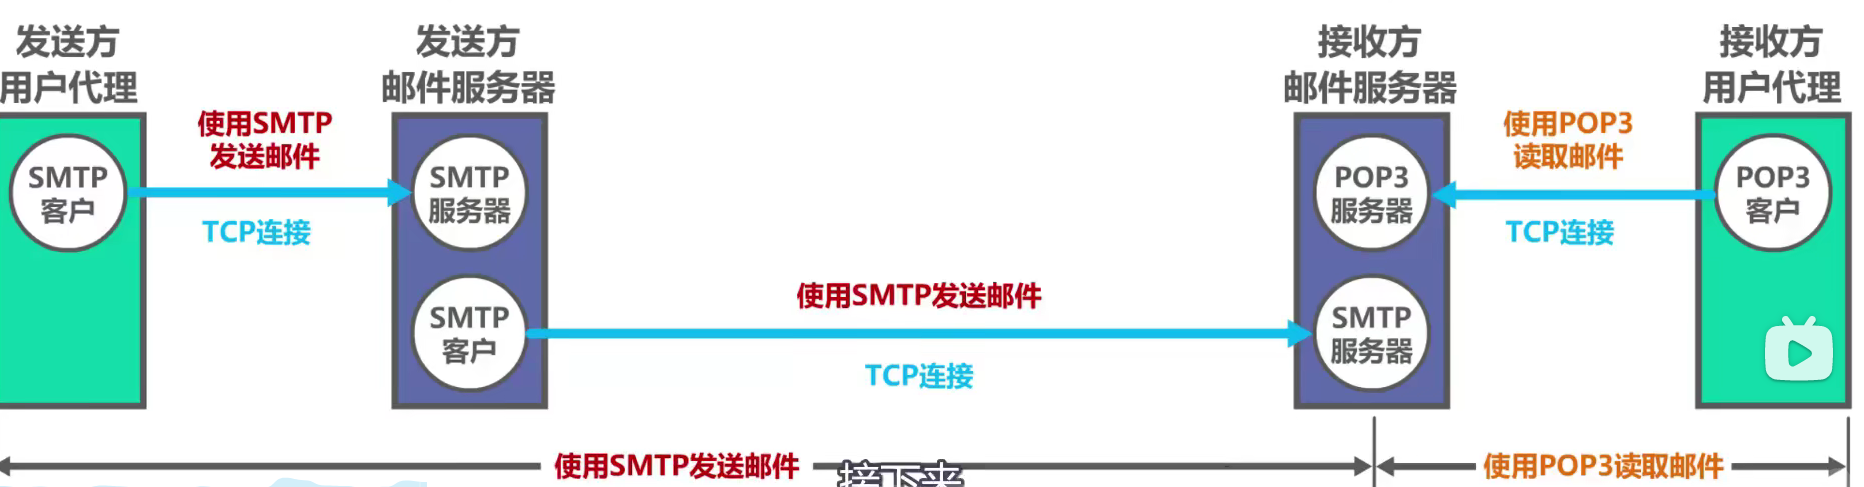 发送方
用户代理
发送方
邮件服务器
接收方
邮件服务器
接收方
用户代理
使用SMTP
发送邮件
使用POP3
读取邮件
SMTP
客户
SMTP
服务器
POP3
服务器
POP3
客户
TCP连接
TCP连接
使用SMTP发送邮件
SMTP
客户
SMTP
服务器
TCP连接
使用SMTP发送邮件
使用POP3读取邮件
接下来